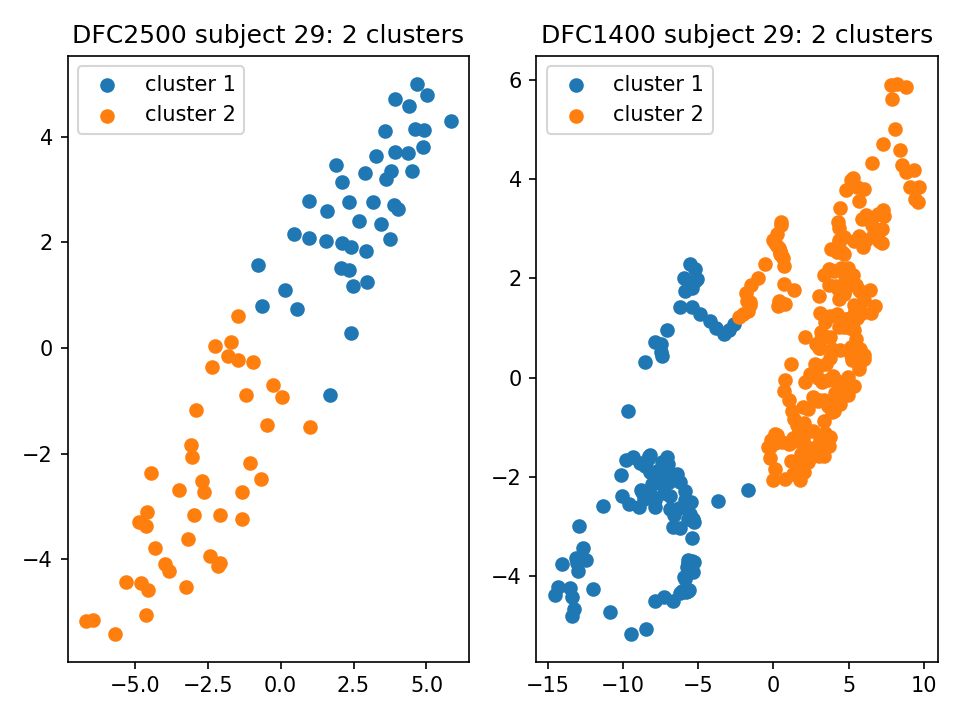 DFC2500 subject 29: 2 clusters
cluster 1
cluster 2
4
2
0
−2
−4
−5.0 −2.5 0.0 2.5 5.0
DFC1400 subject 29: 2 clusters
cluster 1
cluster 2
6
4
2
0
−2
−4
−15 −10 −5 0 5 10